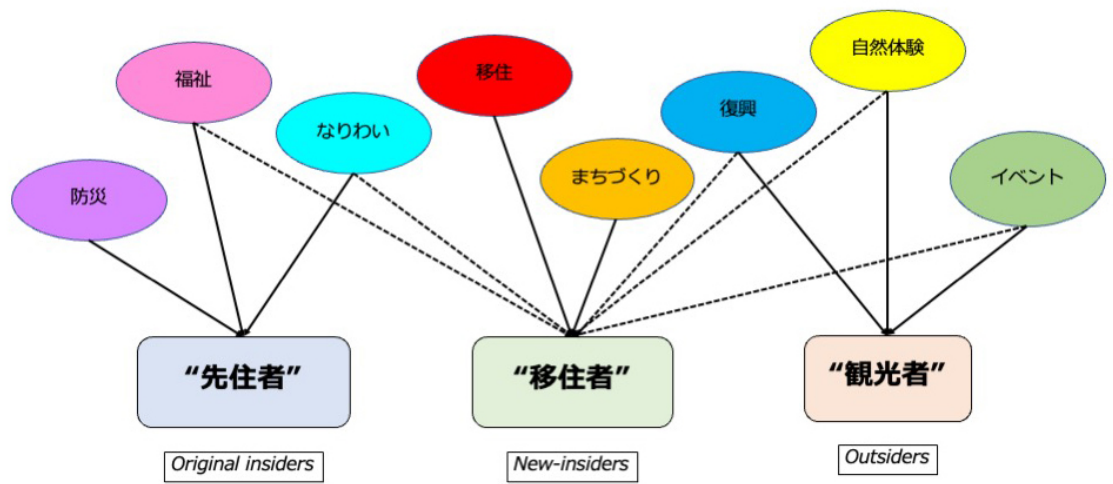 自然体験
移住
福祉
復興
なりわい
まちづくり
イベント
防災
“先住者”
“移住者”
“観光者”
Original insiders
New-insiders
Outsiders